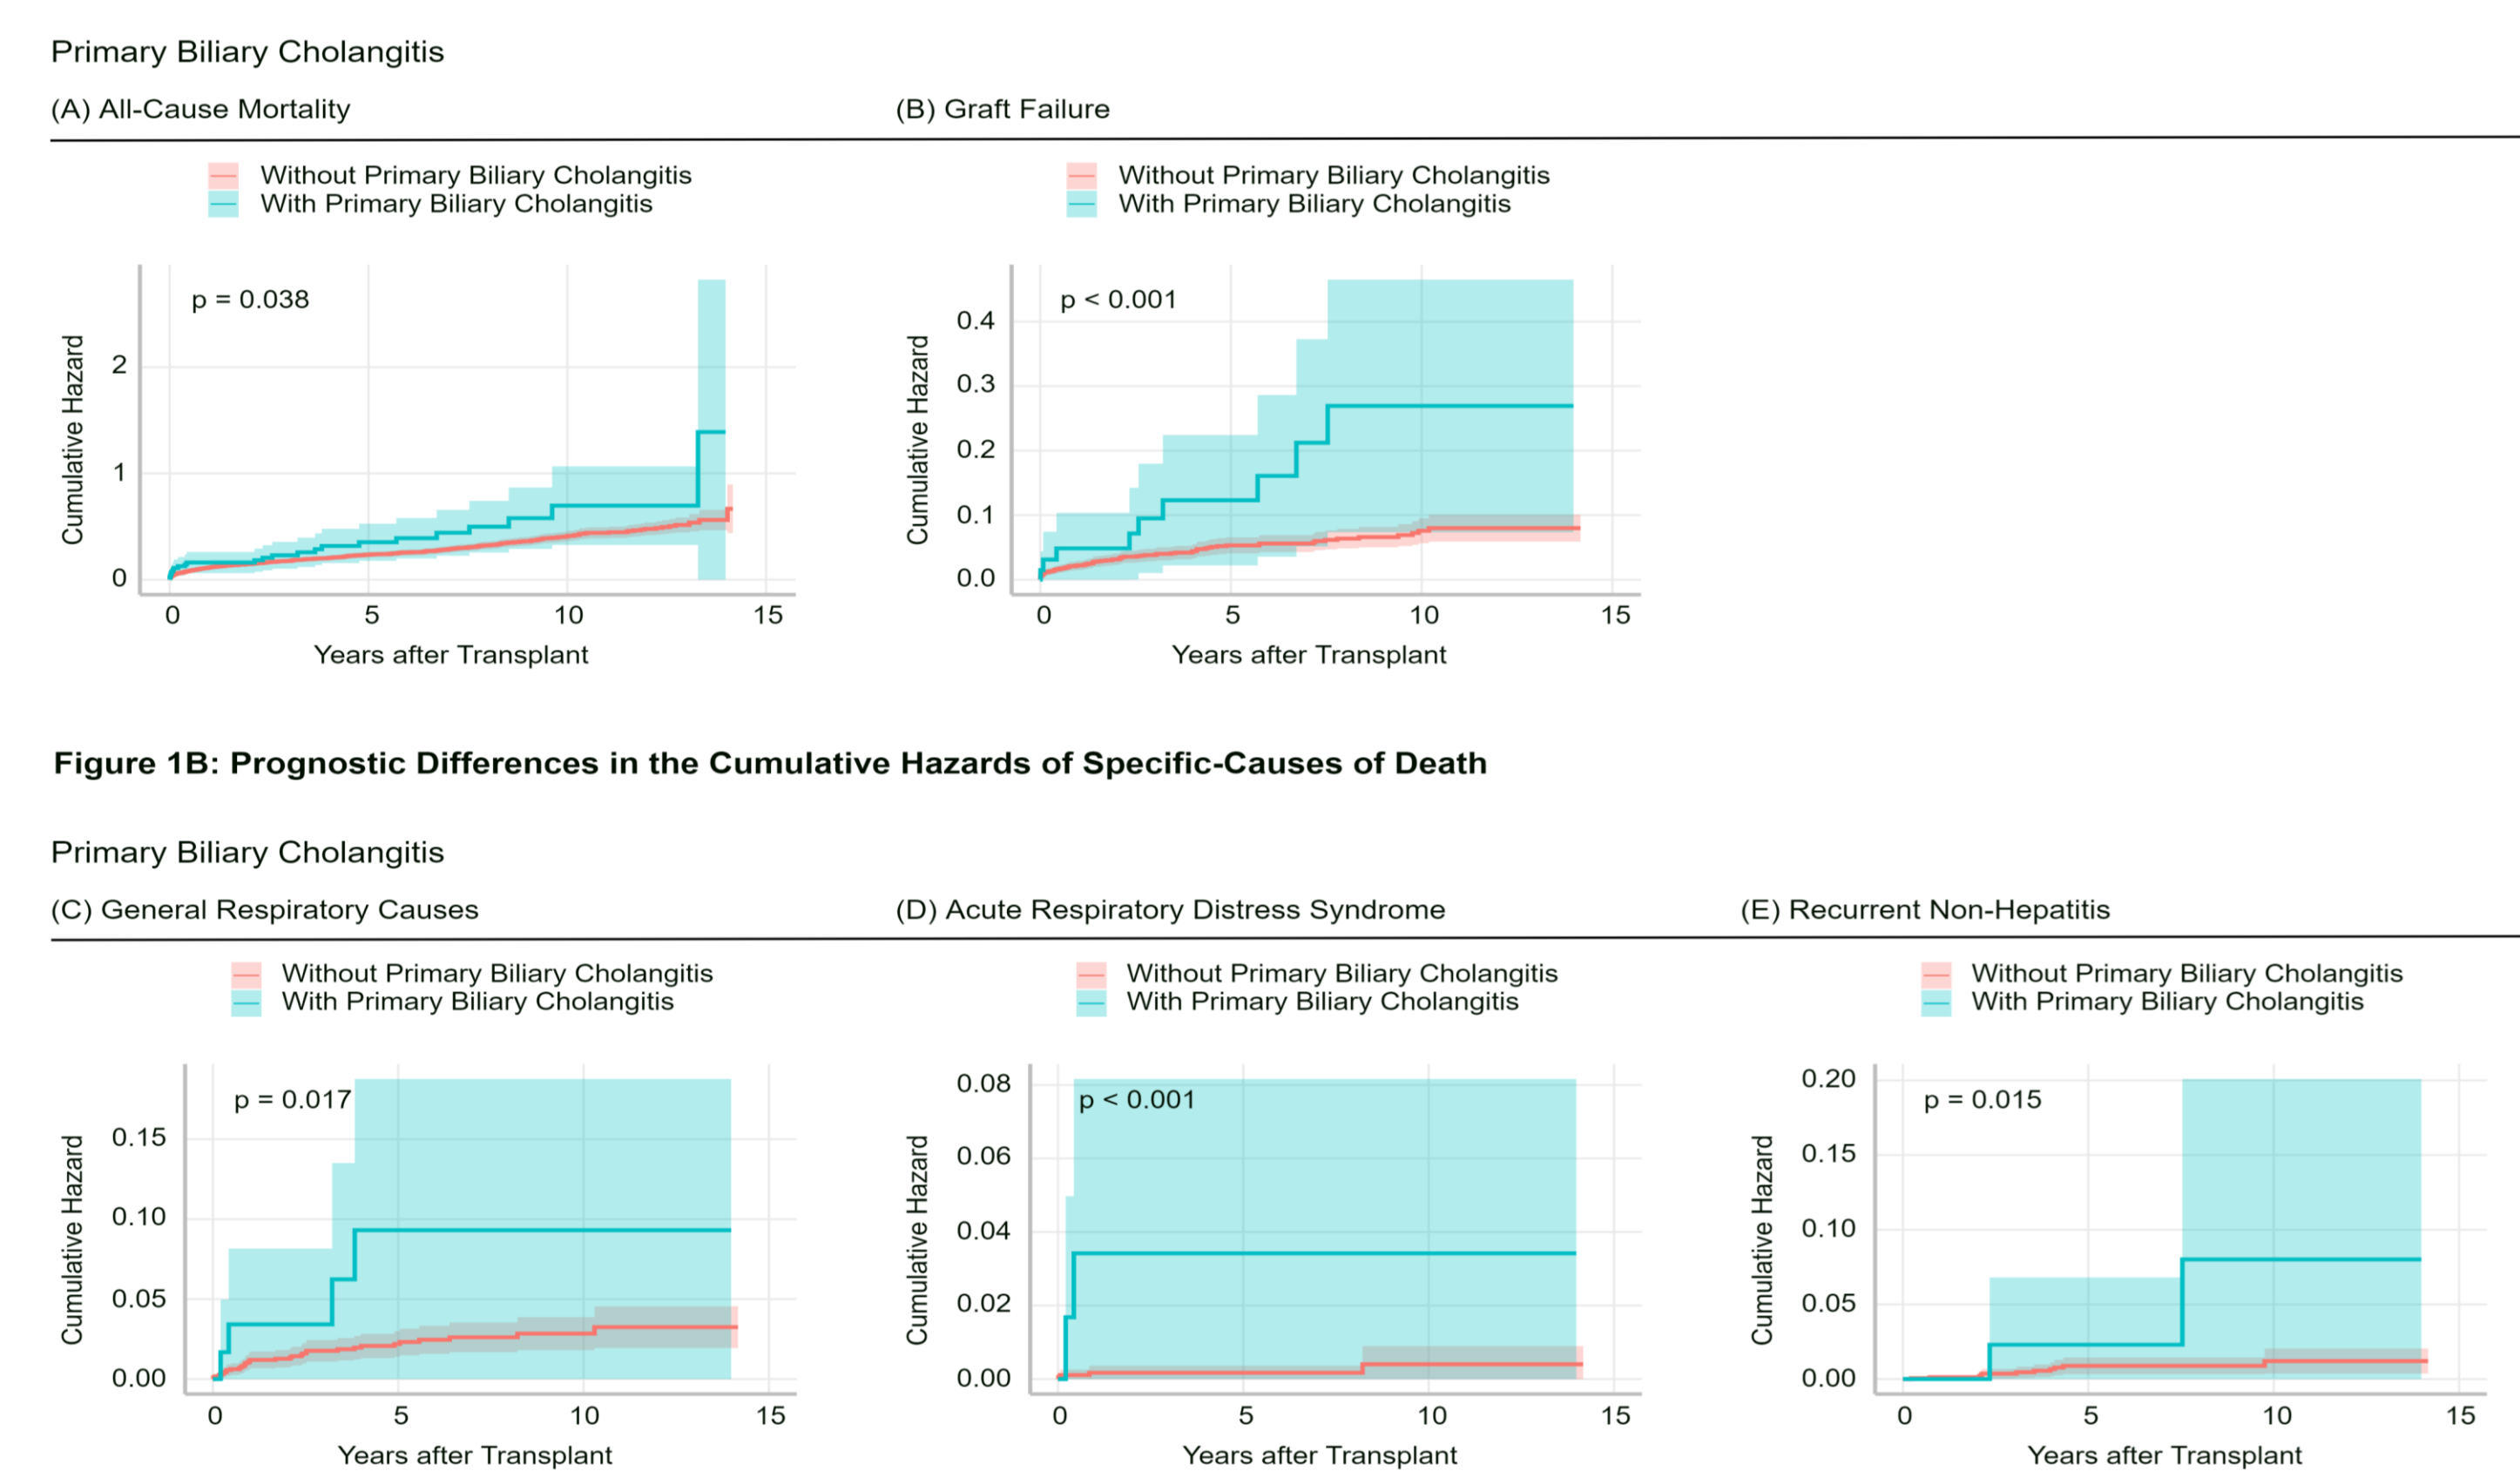 Primary Biliary Cholangitis
(A) All-Cause Mortality
(B) Graft Failure
Without Primary Biliary Cholangitis
With Primary Biliary Cholangitis
Without Primary Biliary Cholangitis
With Primary Biliary Cholangitis
p = 0.038
Cumulative Hazard
2
1
0
0 5 10 15
Years after Transplant
p < 0.001
Cumulative Hazard
0.4
0.3
0.2
0.1
0.0
0 5 10 15
Years after Transplant
Figure 1B: Prognostic Differences in the Cumulative Hazards of Specific-Causes of Death
Primary Biliary Cholangitis
(C) General Respiratory Causes
(D) Acute Respiratory Distress Syndrome
(E) Recurrent Non-Hepatitis
Without Primary Biliary Cholangitis
With Primary Biliary Cholangitis
Without Primary Biliary Cholangitis
With Primary Biliary Cholangitis
Without Primary Biliary Cholangitis
With Primary Biliary Cholangitis
p = 0.017
Cumulative Hazard
0.15
0.10
0.05
0.00
0 5 10 15
Years after Transplant
p < 0.001
Cumulative Hazard
0.08
0.06
0.04
0.02
0.00
0 5 10 15
Years after Transplant
p = 0.015
Cumulative Hazard
0.20
0.15
0.10
0.05
0.00
0 5 10 15
Years after Transplant